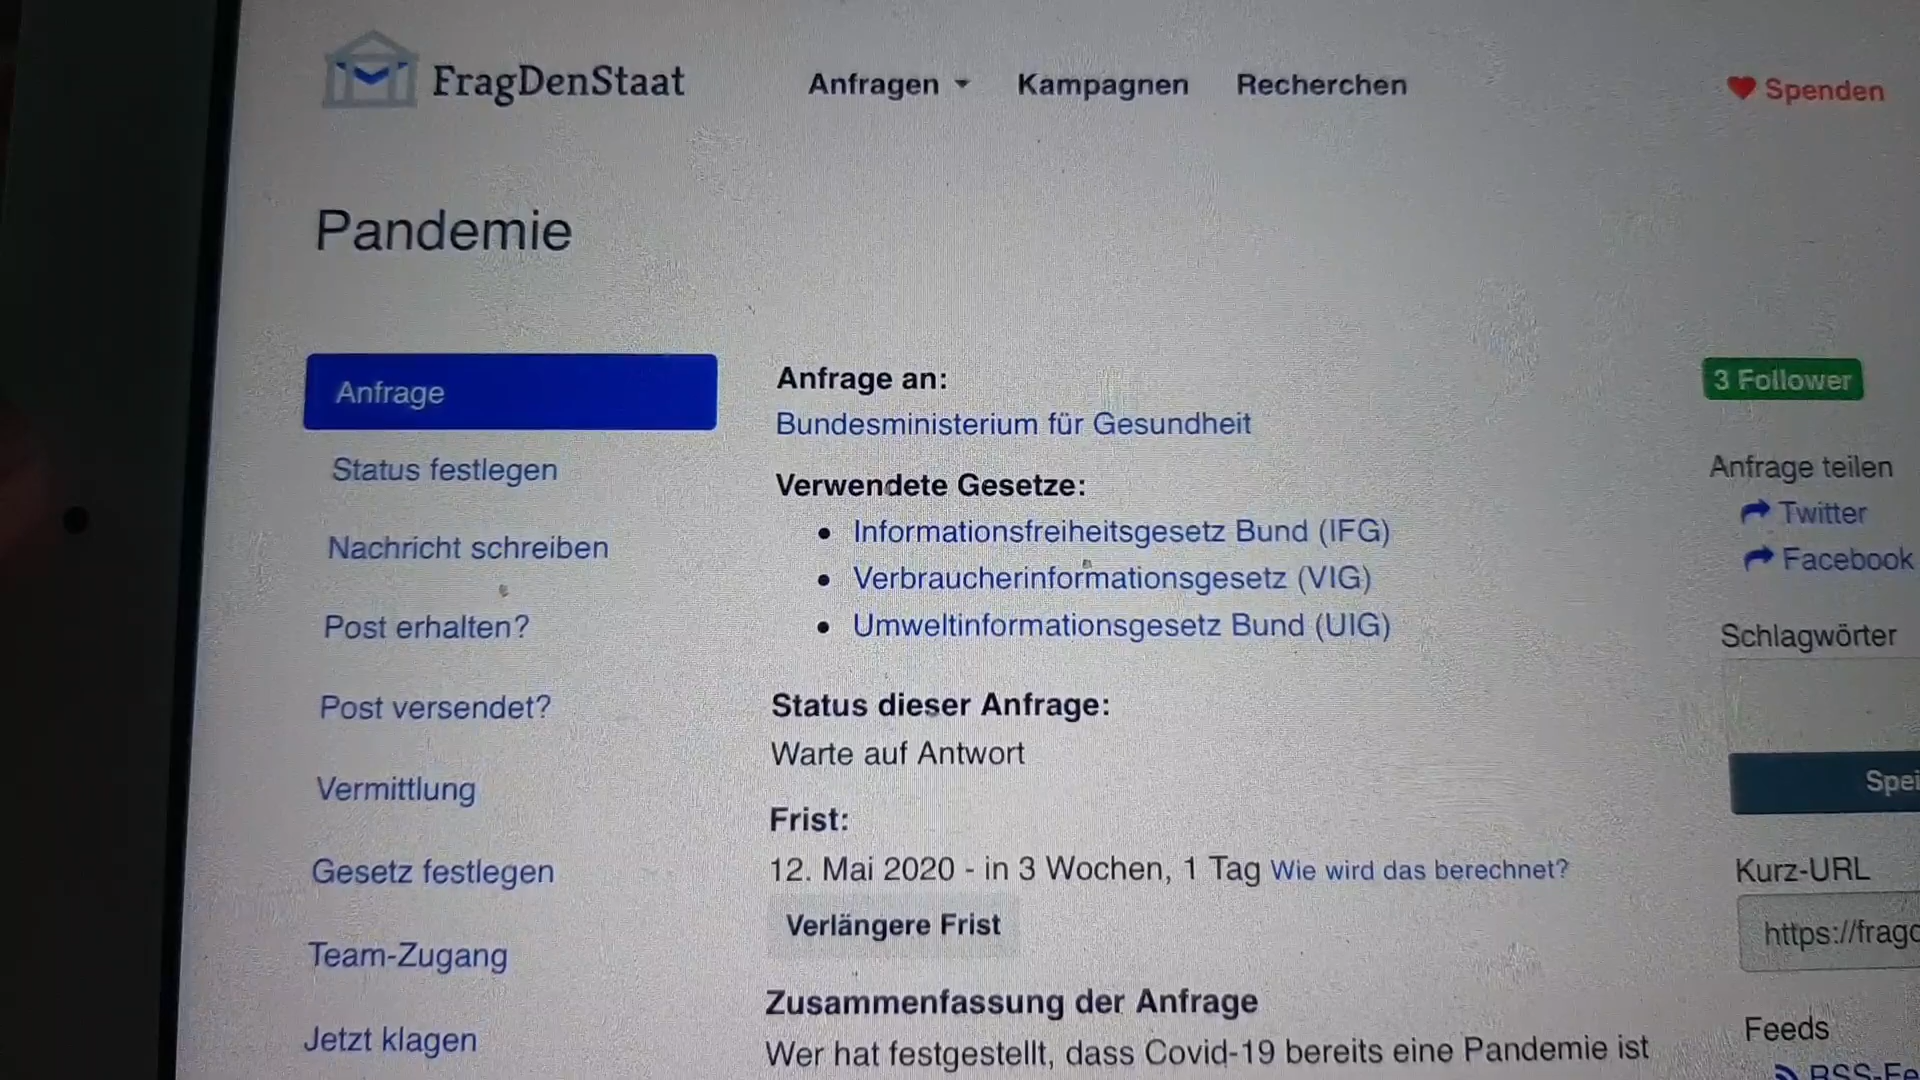 FragDenStaat
Anfragen
Kampagnen
Recherchen
Spenden
Pandemie
Anfrage
Status festlegen
Nachricht schreiben
Post erhalten?
Post versendet?
Vermittlung
Gesetz festlegen
Team-Zugang
Jetzt klagen
Anfrage an:
Bundesministerium für Gesundheit
Verwendete Gesetze:
• Informationsfreiheitsgesetz Bund (IFG)
• Verbraucherinformationsgesetz (VIG)
• Umweltinformationsgesetz Bund (UIG)
Status dieser Anfrage:
Warte auf Antwort
Frist:
12. Mai 2020 - in 3 Wochen, 1 Tag Wie wird das berechnet?
Verlängere Frist
Zusammenfassung der Anfrage
Wer hat festgestellt, dass Covid-19 bereits eine Pandemie ist
3 Follower
Anfrage teilen
Twitter
Facebook
Schlagwörter
Kurz-URL
Feeds